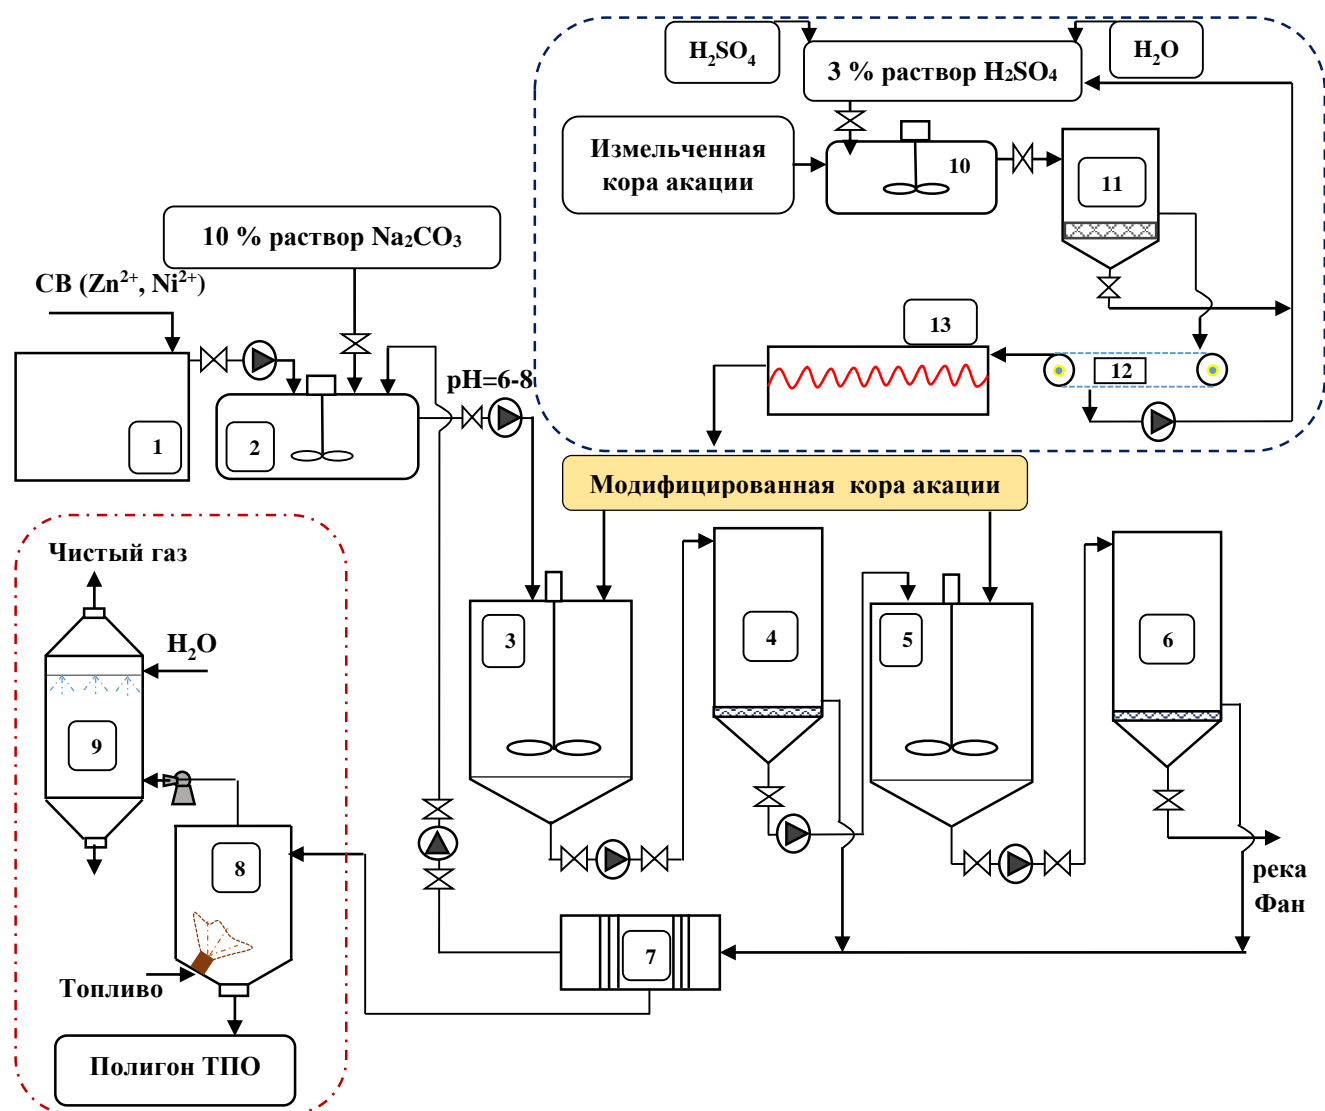 H₂SO₄
H₂O
3 % раствор H₂SO₄
Измельченная
кора акации
10
11
10 % раствор Na₂CO₃
СВ (Zn²⁺, Ni²⁺)
13
12
pH=6-8
1
2
Модифицированная кора акации
Чистый газ
H₂O
3
4
5
6
9
8
река
Фан
7
Топливо
Полигон ТПО